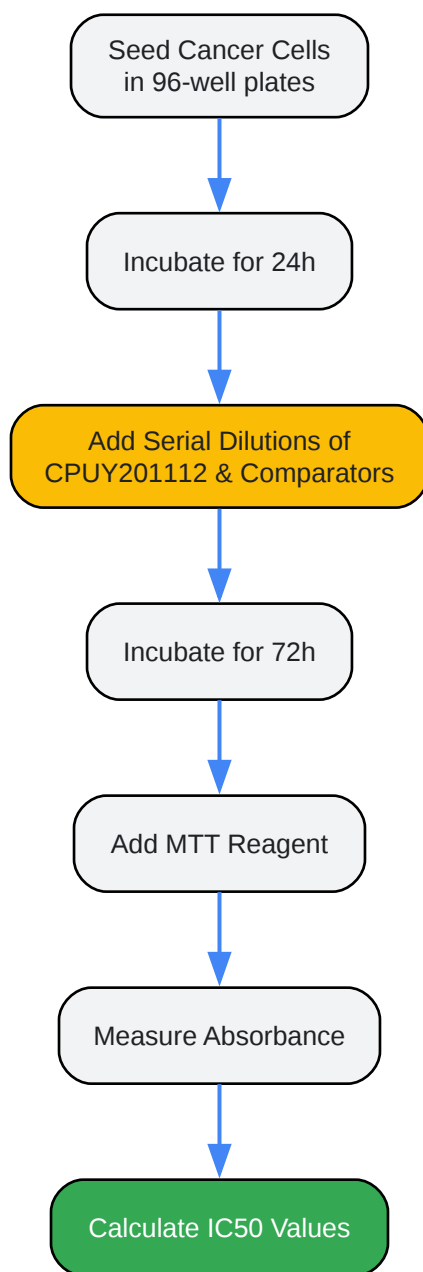 Seed Cancer Cells
in 96-well plates
Incubate for 24h
Add Serial Dilutions of
CPUY201112 & Comparators
Incubate for 72h
Add MTT Reagent
Measure Absorbance
Calculate IC50 Values